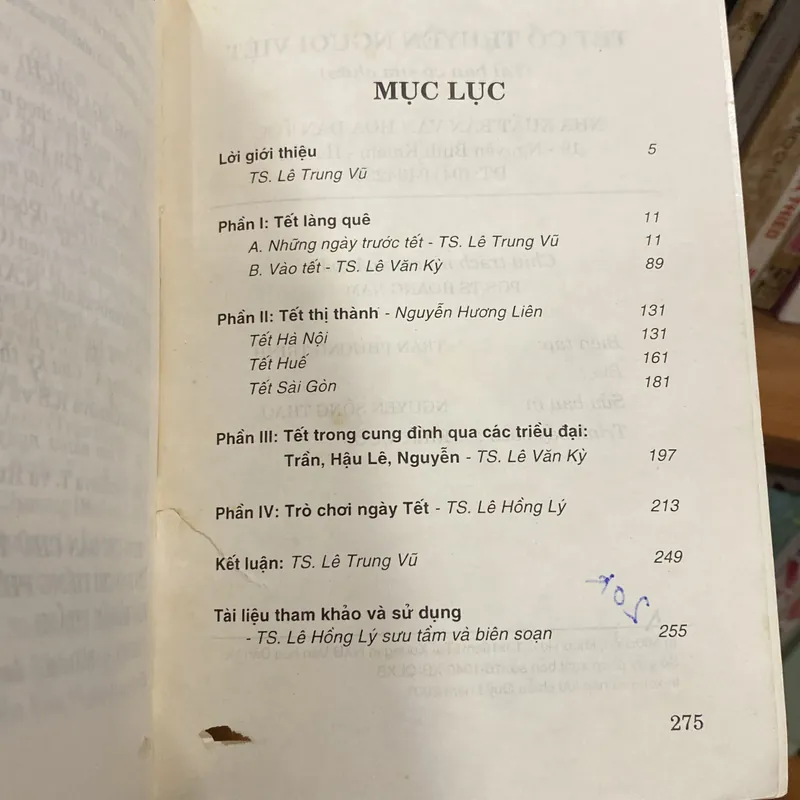 MỤC LỤC
Lời giới thiệu 5
TS. Lê Trung Vũ
Phần I: Tết làng quê 11
A. Những ngày trước tết - TS. Lê Trung Vũ 11
B. Vào tết - TS. Lê Văn Kỳ 89
Phần II: Tết thị thành - Nguyễn Hương Liên 131
Tết Hà Nội 131
Tết Huế 161
Tết Sài Gòn 181
Phần III: Tết trong cung đình qua các triều đại:
Trần, Hậu Lê, Nguyễn - TS. Lê Văn Kỳ 197
Phần IV: Trò chơi ngày Tết - TS. Lê Hồng Lý 213
Kết luận: TS. Lê Trung Vũ 249
20k
Tài liệu tham khảo và sử dụng
- TS. Lê Hồng Lý sưu tầm và biên soạn 255
275